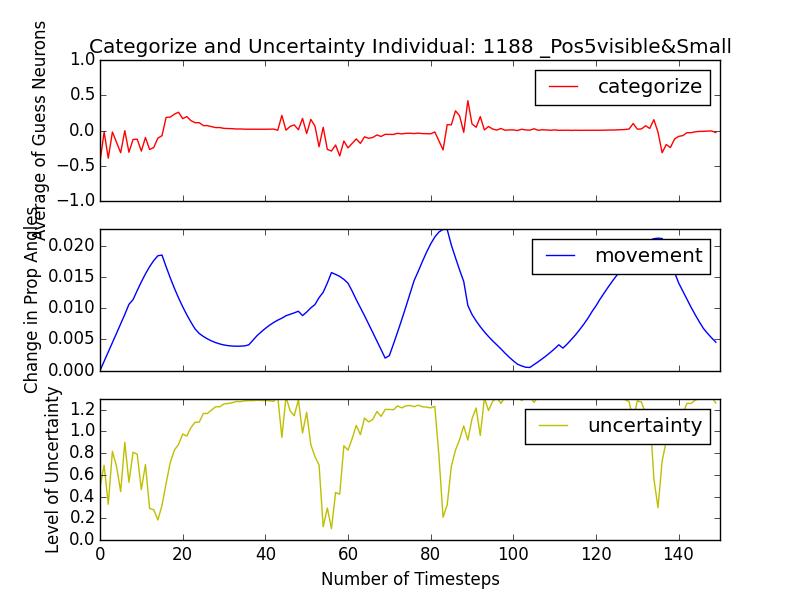 Categorize and Uncertainty Individual: 1188 _Pos5visible&Small
Average of Guess Neurons
1.0
0.5
0.0
−0.5
−1.0
categorize
Change in Prop Angles
0.020
0.015
0.010
0.005
0.000
movement
Level of Uncertainty
1.2
1.0
0.8
0.6
0.4
0.2
0.0
uncertainty
0 20 40 60 80 100 120 140
Number of Timesteps